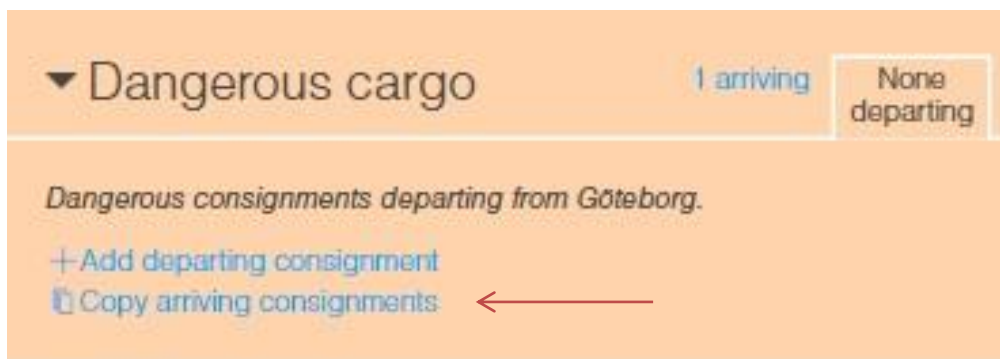 Dangerous cargo
1 arriving
None
departing
Dangerous consignments departing from Göteborg.
+Add departing consignment
Copy arriving consignments